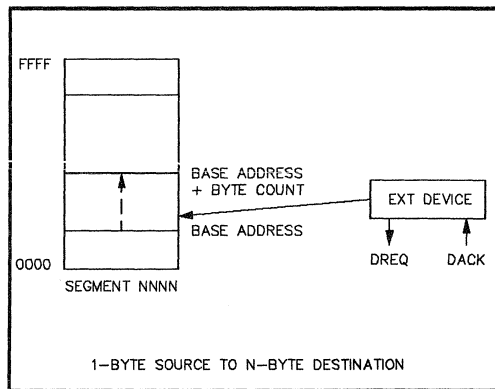 FFFF
BASE ADDRESS
+ BYTE COUNT
EXT DEVICE
BASE ADDRESS
DREQ DACK
0000
SEGMENT NNNN
1-BYTE SOURCE TO N-BYTE DESTINATION